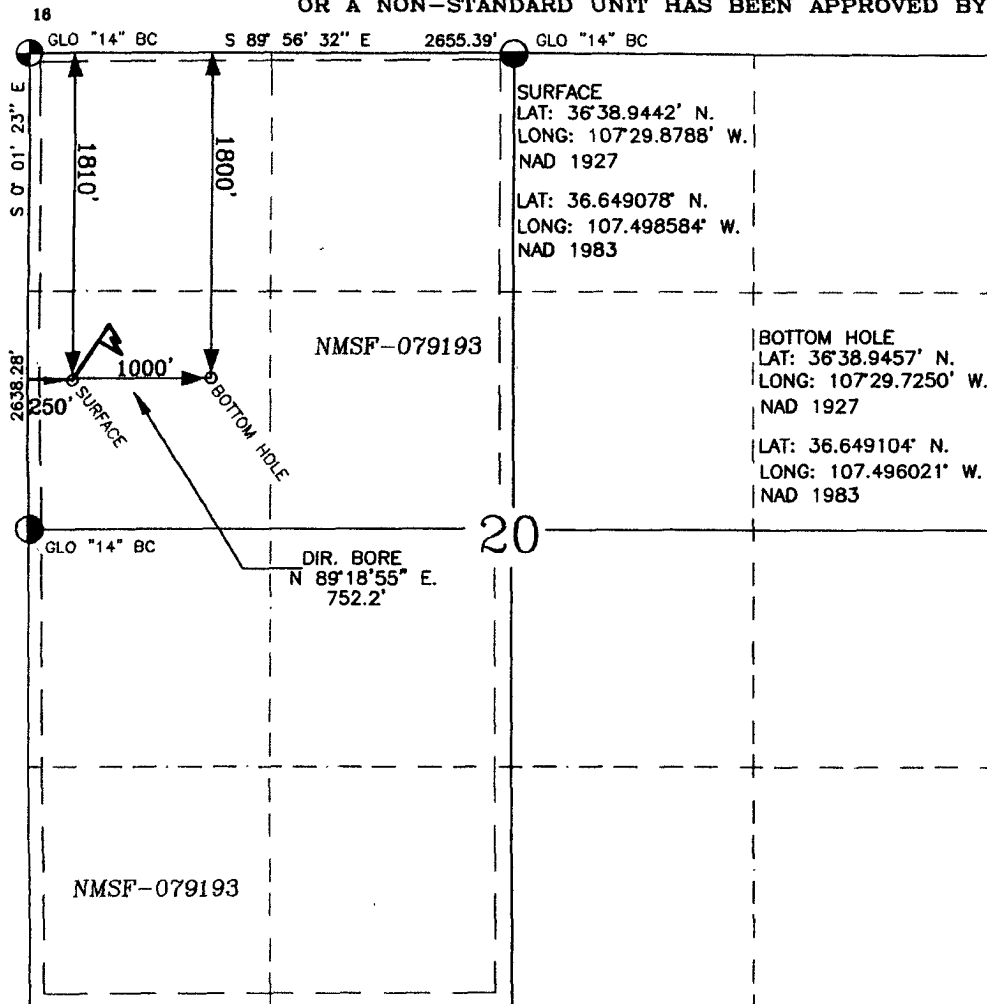 OR A NON-STANDARD UNIT HAS BEEN APPROVED BY
16
GLO "14" BC
S 89° 56' 32" E
2655.39'
GLO "14" BC
S 0° 01' 23" E
2638.28'
1810'
1800'
SURFACE
LAT: 36°38.9442' N.
LONG: 107°29.8788' W.
NAD 1927
LAT: 36.649078° N.
LONG: 107.498584° W.
NAD 1983
NMSF-079193
1000'
250'
SURFACE
BOTTOM HOLE
BOTTOM HOLE
LAT: 36°38.9457' N.
LONG: 107°29.7250' W.
NAD 1927
LAT: 36.649104° N.
LONG: 107.496021° W.
NAD 1983
GLO "14" BC
20
DIR. BORE
N 89°18'55" E.
752.2'
NMSF-079193